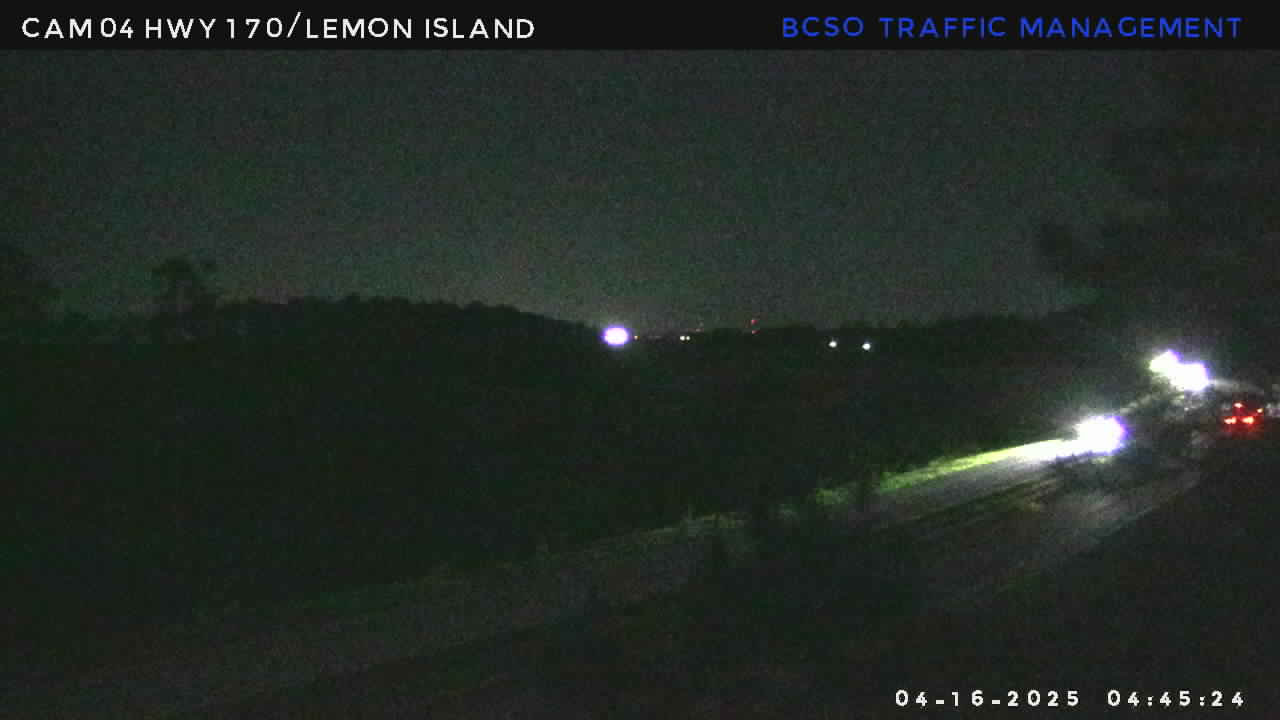 CAM04 HWY 170/LEMON ISLAND
BCSO TRAFFIC MANAGEMENT
04-16-2025 04:45:24